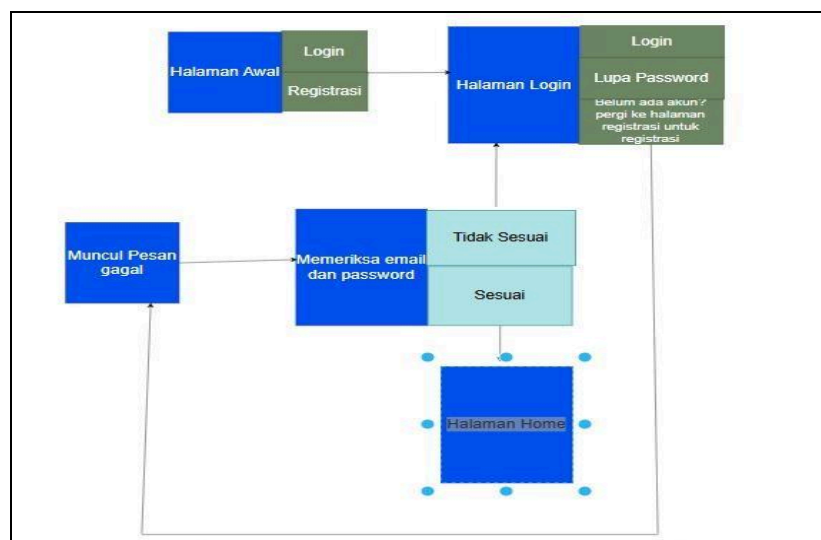 Halaman Awal
Login
Registrasi
Halaman Login
Login
Lupa Password
Belum ada akun?
pergi ke halaman
registrasi untuk
registrasi
Muncul Pesan
gagal
Memeriksa email
dan password
Tidak Sesuai
Sesuai
Halaman Home